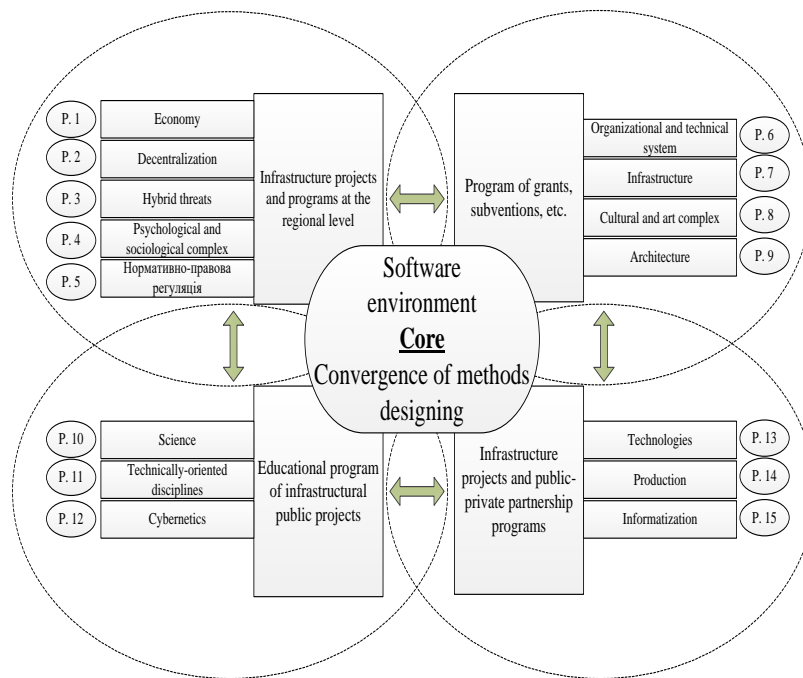 P. 1
Economy
P. 2
Decentralization
P. 3
Hybrid threats
P. 4
Psychological and
sociological complex
P. 5
Нормативно-правова
регуляція
Infrastructure projects
and programs at the
regional level
Program of grants,
subventions, etc.
Organizational and technical
system
P. 6
Infrastructure
P. 7
Cultural and art complex
P. 8
Architecture
P. 9
Software
environment
Core
Convergence of methods
designing
P. 10
Science
P. 11
Technically-oriented
disciplines
P. 12
Cybernetics
Educational program
of infrastructural
public projects
Infrastructure
projects and public-
private partnership
programs
Technologies
P. 13
Production
P. 14
Informatization
P. 15